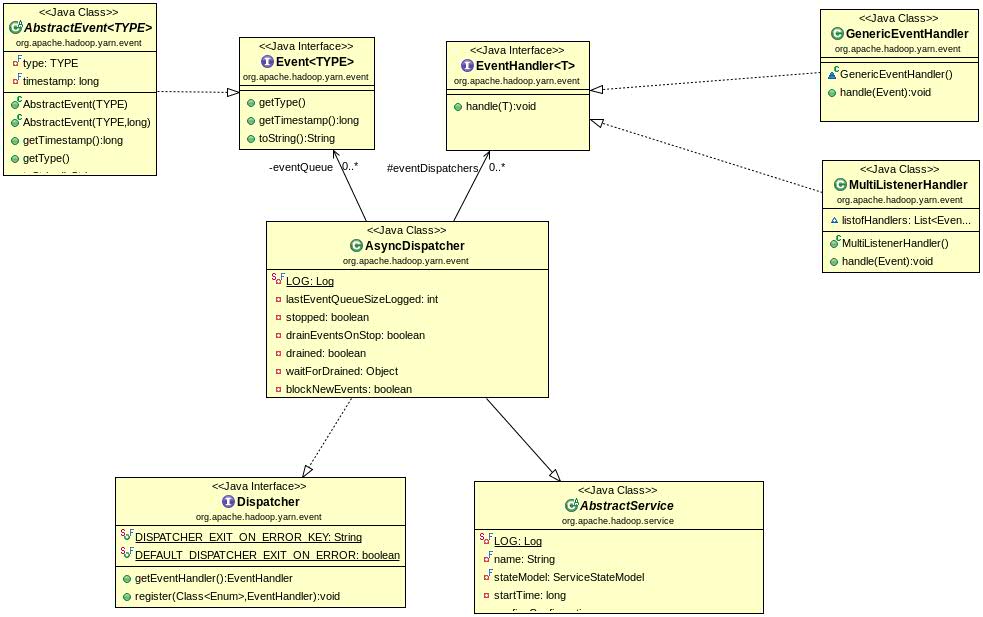 <<Java Class>>
AbstractEvent<TYPE>
org.apache.hadoop.yarn.event
type: TYPE
timestamp: long
AbstractEvent(TYPE)
AbstractEvent(TYPE,long)
getTimestamp():long
getType()
<<Java Interface>>
Event<TYPE>
org.apache.hadoop.yarn.event
getType()
getTimestamp():long
toString():String
<<Java Interface>>
EventHandler<T>
org.apache.hadoop.yarn.event
handle(T):void
<<Java Class>>
GenericEventHandler
org.apache.hadoop.yarn.event
GenericEventHandler()
handle(Event):void
<<Java Class>>
MultiListenerHandler
org.apache.hadoop.yarn.event
listofHandlers: List<Even...
MultiListenerHandler()
handle(Event):void
-eventQueue 0..*
#eventDispatchers 0..*
<<Java Class>>
AsyncDispatcher
org.apache.hadoop.yarn.event
LOG: Log
lastEventQueueSizeLogged: int
stopped: boolean
drainEventsOnStop: boolean
drained: boolean
waitForDrained: Object
blockNewEvents: boolean
<<Java Interface>>
Dispatcher
org.apache.hadoop.yarn.event
DISPATCHER_EXIT_ON_ERROR_KEY: String
DEFAULT_DISPATCHER_EXIT_ON_ERROR: boolean
getEventHandler():EventHandler
register(Class<Enum>,EventHandler):void
<<Java Class>>
AbstractService
org.apache.hadoop.service
LOG: Log
name: String
stateModel: ServiceStateModel
startTime: long